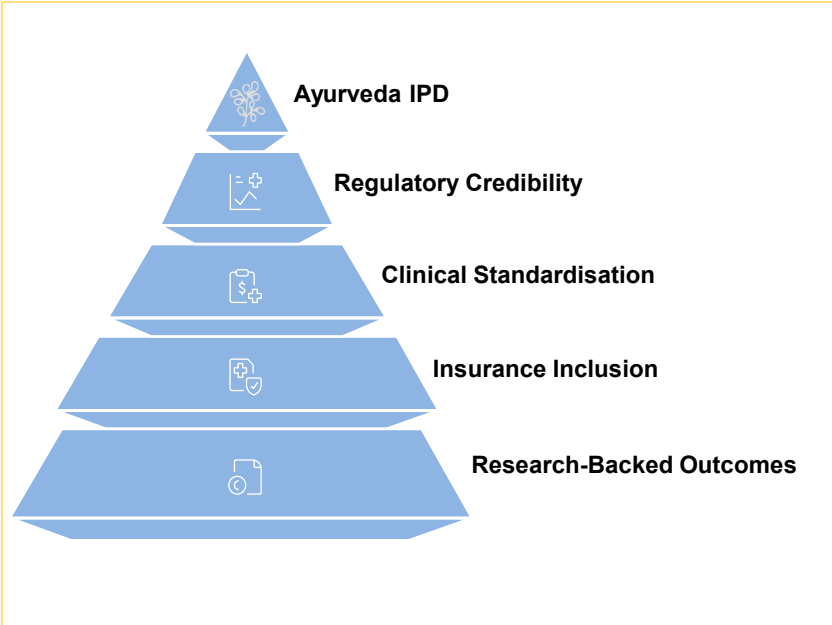 Ayurveda IPD
Regulatory Credibility
Clinical Standardisation
Insurance Inclusion
Research-Backed Outcomes